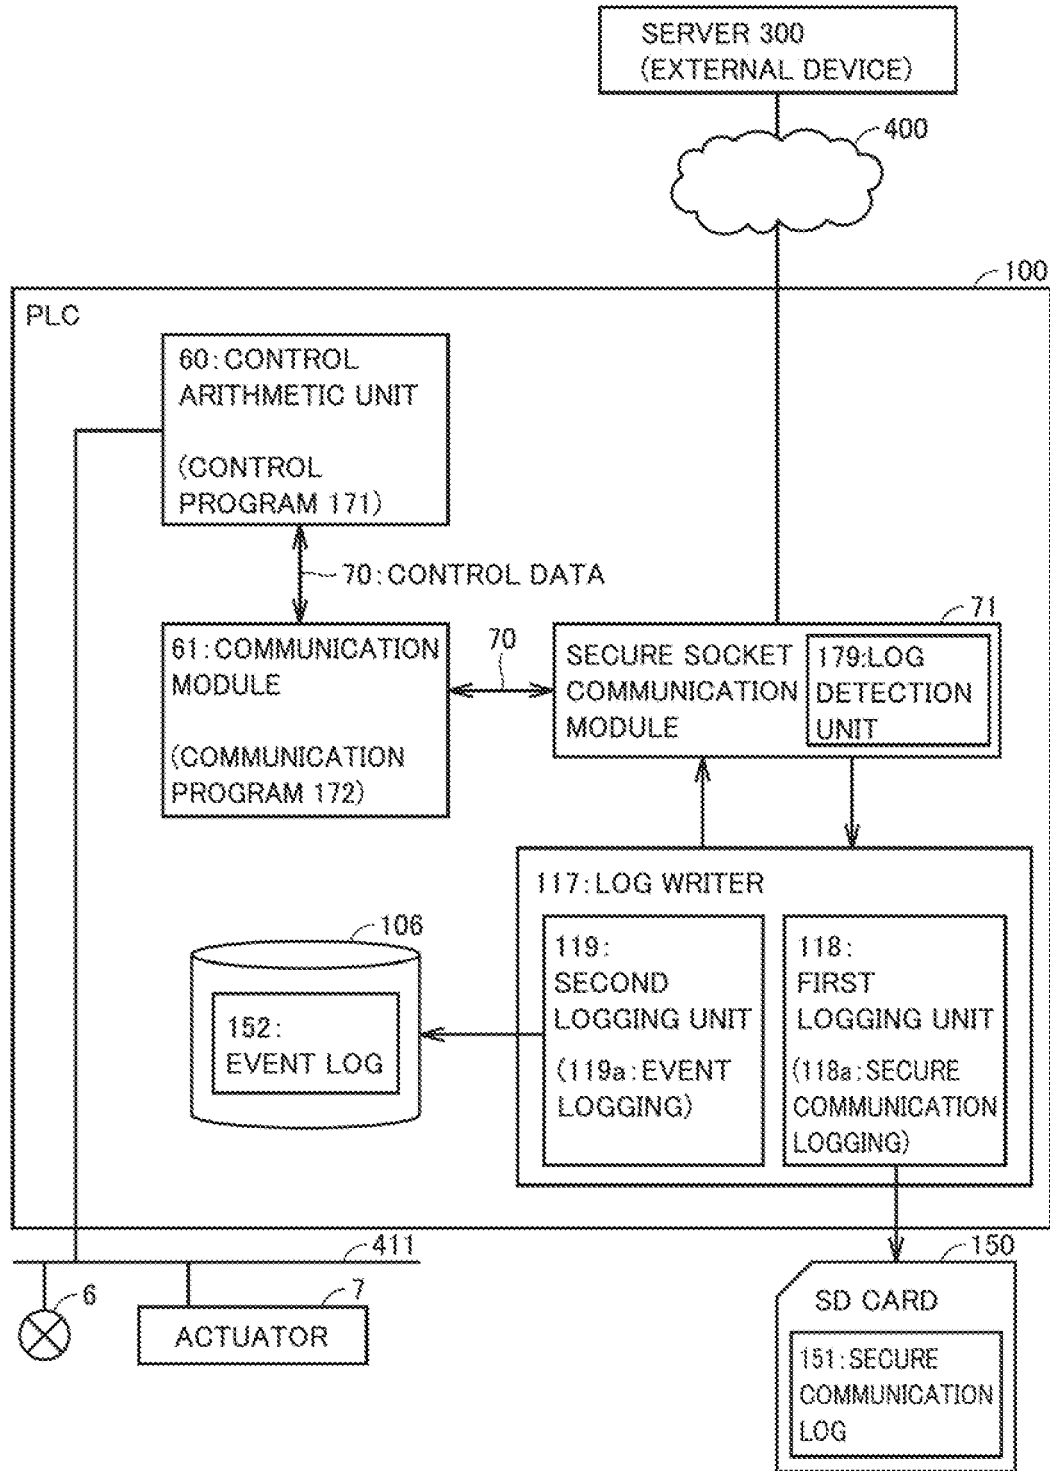 SERVER 300
(EXTERNAL DEVICE)
400
100
PLC
60:CONTROL
ARITHMETIC UNIT
(CONTROL
PROGRAM 171)
70:CONTROL DATA
61:COMMUNICATION
MODULE
(COMMUNICATION
PROGRAM 172)
70
71
SECURE SOCKET
COMMUNICATION
MODULE
179:LOG
DETECTION
UNIT
117:LOG WRITER
119:
SECOND
LOGGING UNIT
(119a:EVENT
LOGGING)
118:
FIRST
LOGGING UNIT
(118a:SECURE
COMMUNICATION
LOGGING)
106
152:
EVENT LOG
411
6
7
ACTUATOR
150
SD CARD
151:SECURE
COMMUNICATION
LOG